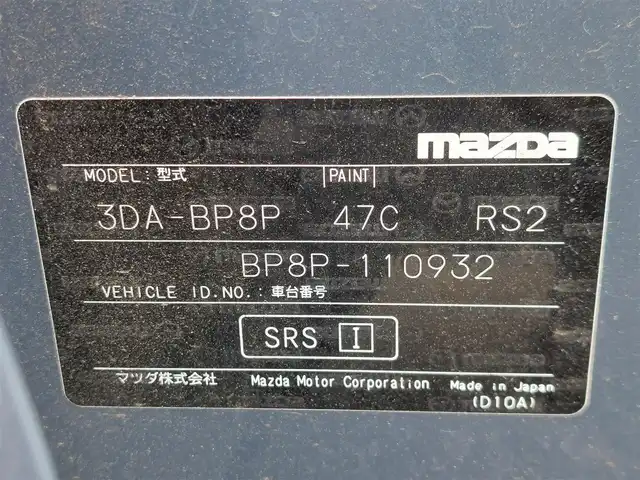 mazda
MODEL: 型式 PAINT
3DA-BP8P 47C RS2
BP8P-110932
VEHICLE ID.NO.: 車台番号
SRS I
マツダ株式会社 Mazda Motor Corporation Made in Japan
(D10A)